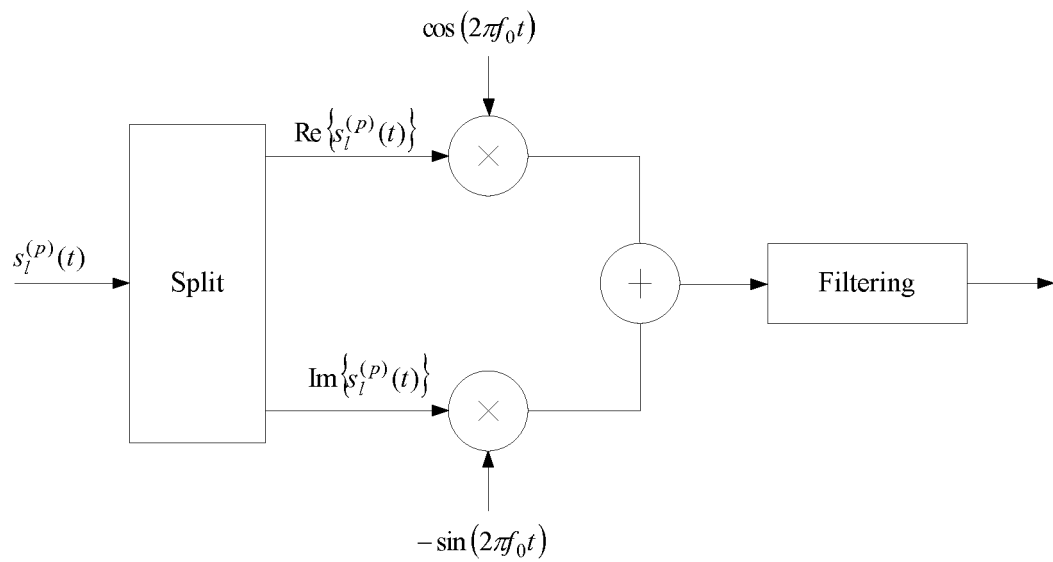 cos(2πf₀t)
Re{s_l^(p)(t)}
×
s_l^(p)(t)
Split
+
Filtering
Im{s_l^(p)(t)}
×
−sin(2πf₀t)